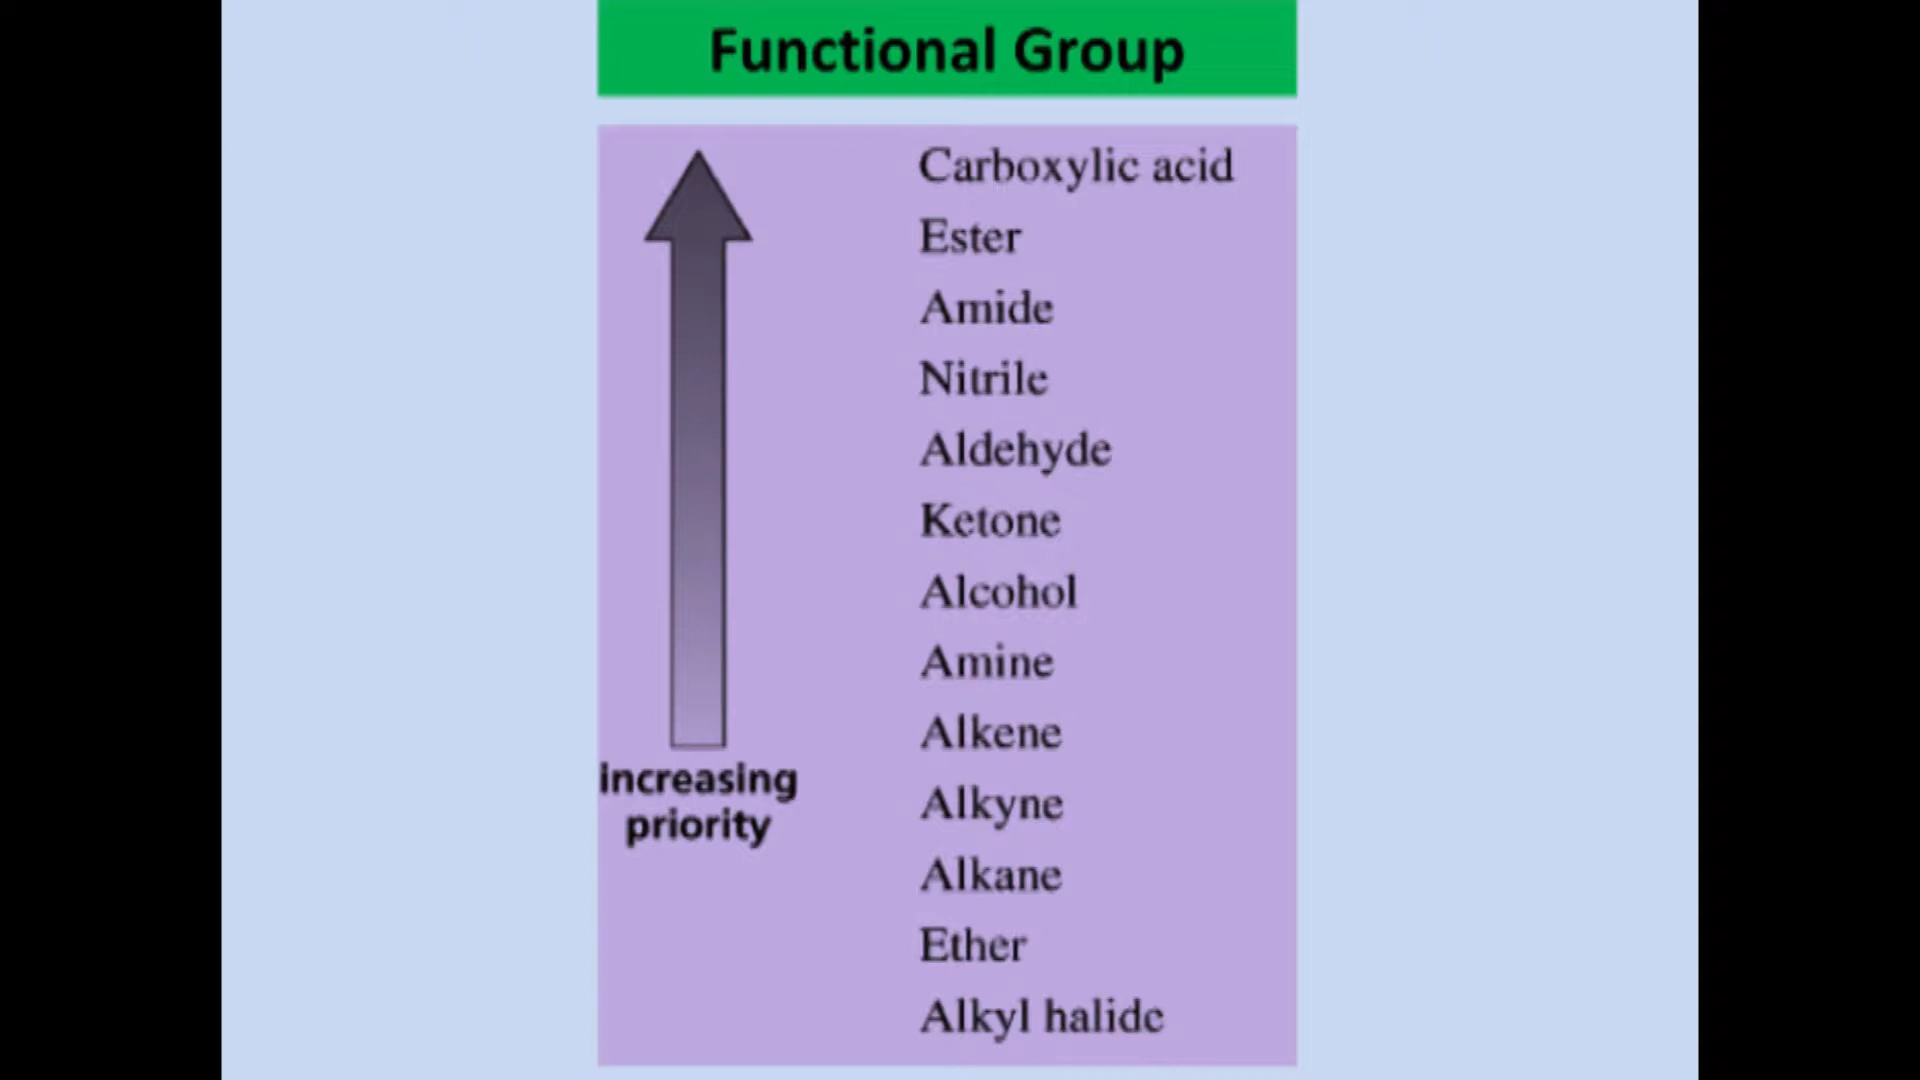 Functional Group
Carboxylic acid
Ester
Amide
Nitrile
Aldehyde
Ketone
Alcohol
Amine
Alkene
Alkyne
Alkane
Ether
Alkyl halide
increasing
priority